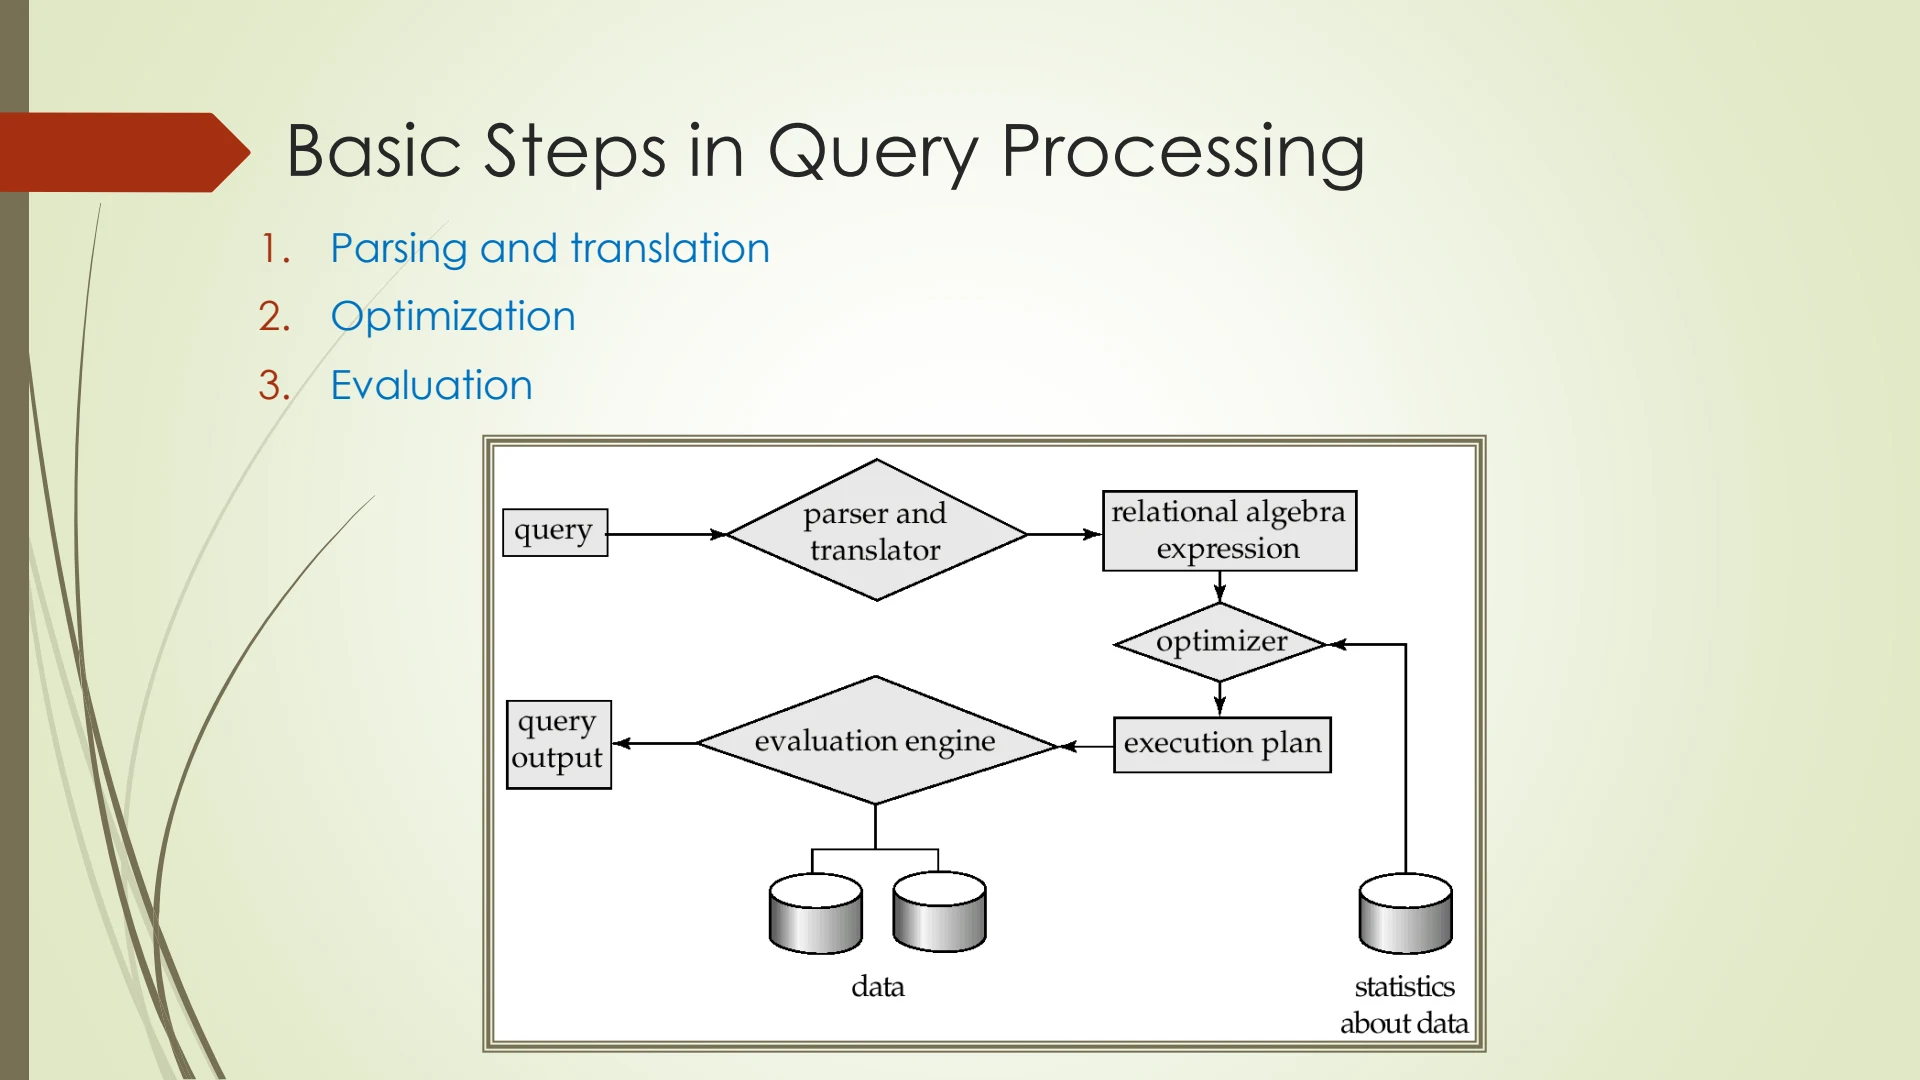 Basic Steps in Query Processing
1. Parsing and translation
2. Optimization
3. Evaluation
query
parser and
translator
relational algebra
expression
optimizer
query
output
evaluation engine
execution plan
data
statistics
about data